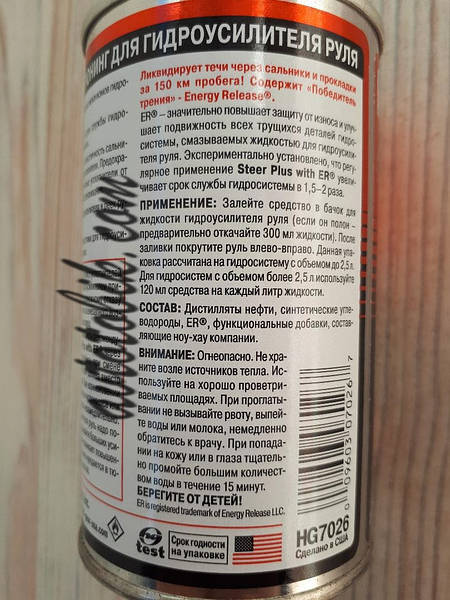 ТЮНИНГ ДЛЯ ГИДРОУСИЛИТЕЛЯ РУЛЯ
Ликвидирует течи через сальники и прокладки
за 150 км пробега! Содержит «Победитель
трения» - Energy Release®.
ER® – значительно повышает защиту от износа и улуч-
шает подвижность всех трущихся деталей гидро-
системы, смазываемых жидкостью для гидроусили-
теля руля. Экспериментально установлено, что регу-
лярное применение Steer Plus with ER® увели-
чивает срок службы гидросистемы в 1,5–2 раза.
ПРИМЕНЕНИЕ: Залейте средство в бачок для
жидкости гидроусилителя руля (если он полон –
предварительно откачайте 300 мл жидкости). После
заливки покрутите руль влево-вправо. Данная упа-
ковка рассчитана на гидросистему с объемом до 2,5 л.
Для гидросистем с объемом более 2,5 л используйте
120 мл средства на каждый литр жидкости.
СОСТАВ: Дистилляты нефти, синтетические угле-
водороды, ER®, функциональные добавки, состав-
ляющие ноу-хау компании.
ВНИМАНИЕ: Огнеопасно. Не хра-
ните возле источников тепла. Ис-
пользуйте на хорошо проветри-
ваемых площадях. При проглаты-
вании не вызывайте рвоту, выпей-
те воды или молока, немедленно
обратитесь к врачу. При попада-
нии на кожу или в глаза тщатель-
но промойте большим количест-
вом воды в течение 15 минут.
БЕРЕГИТЕ ОТ ДЕТЕЙ!
ER is registered trademark of Energy Release LLC.
test
Срок годности
на упаковке
0 09603 07026 7
HG7026
Сделано в США